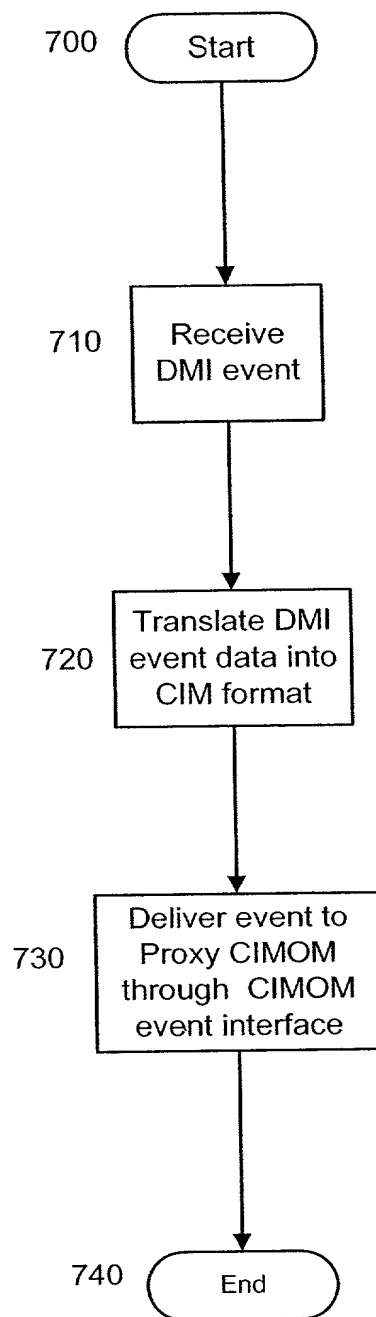 700
Start
710
Receive
DMI event
720
Translate DMI
event data into
CIM format
730
Deliver event to
Proxy CIMOM
through CIMOM
event interface
740
End